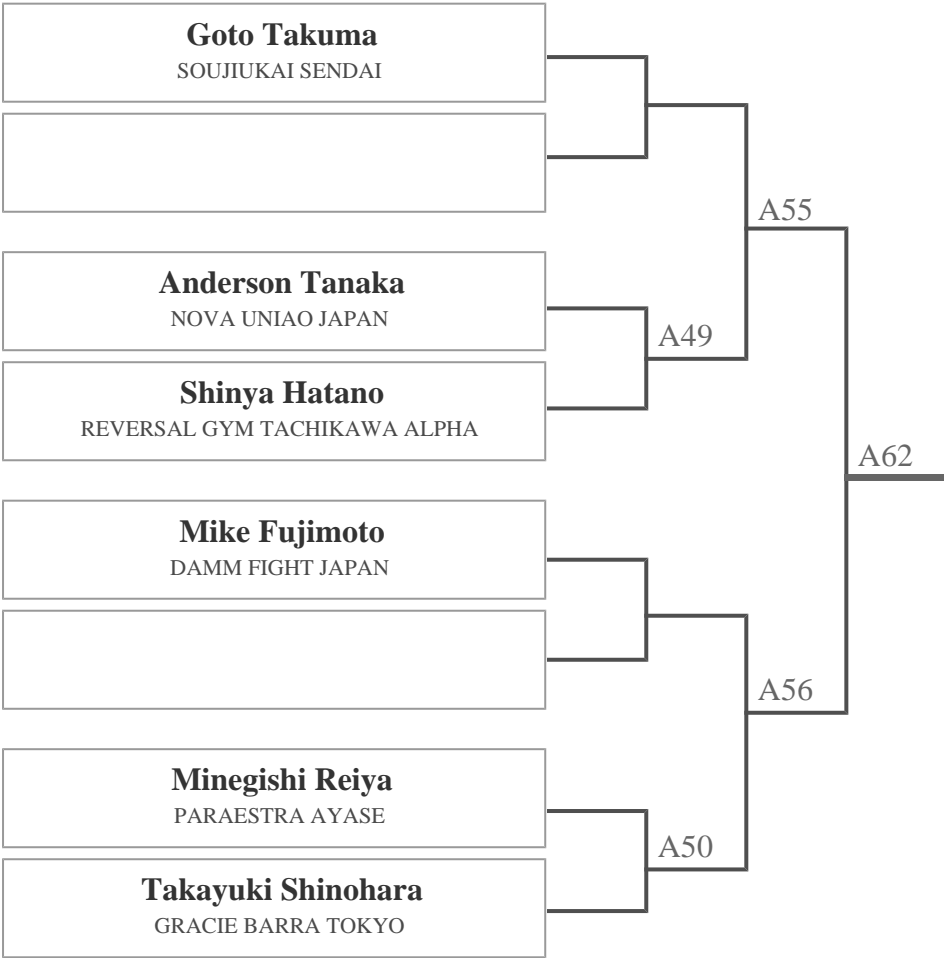 Goto Takuma
SOUJIUKAI SENDAI
A55
Anderson Tanaka
NOVA UNIAO JAPAN
A49
Shinya Hatano
REVERSAL GYM TACHIKAWA ALPHA
A62
Mike Fujimoto
DAMM FIGHT JAPAN
A56
Minegishi Reiya
PARAESTRA AYASE
A50
Takayuki Shinohara
GRACIE BARRA TOKYO